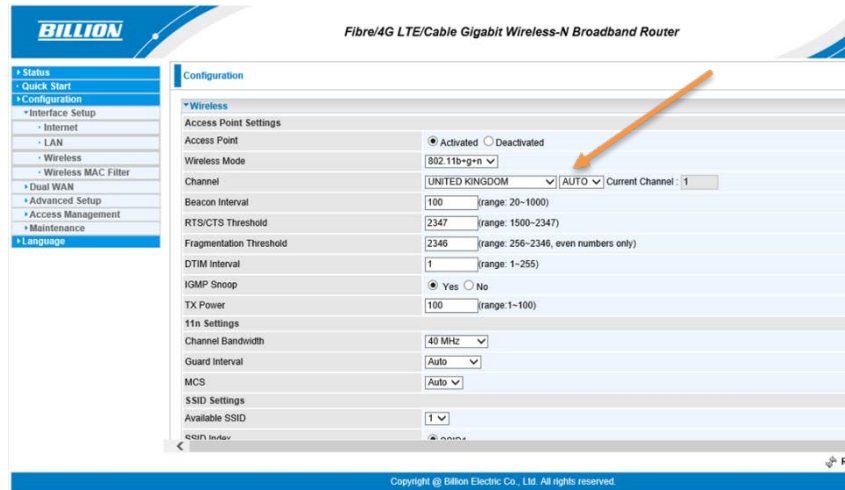 BILLION
Fibre/4G LTE/Cable Gigabit Wireless-N Broadband Router
Status
Quick Start
Configuration
Interface Setup
Internet
LAN
Wireless
Wireless MAC Filter
Dual WAN
Advanced Setup
Access Management
Maintenance
Language
Configuration
Wireless
Access Point Settings
Access Point Activated Deactivated
Wireless Mode 802.11b+g+n
Channel UNITED KINGDOM AUTO Current Channel : 1
Beacon Interval 100 (range: 20~1000)
RTS/CTS Threshold 2347 (range: 1500~2347)
Fragmentation Threshold 2346 (range: 256~2346, even numbers only)
DTIM Interval 1 (range: 1~255)
IGMP Snoop Yes No
TX Power 100 (range:1~100)
11n Settings
Channel Bandwidth 40 MHz
Guard Interval Auto
MCS Auto
SSID Settings
Available SSID 1
SSID Index
Copyright @ Billion Electric Co., Ltd. All rights reserved.